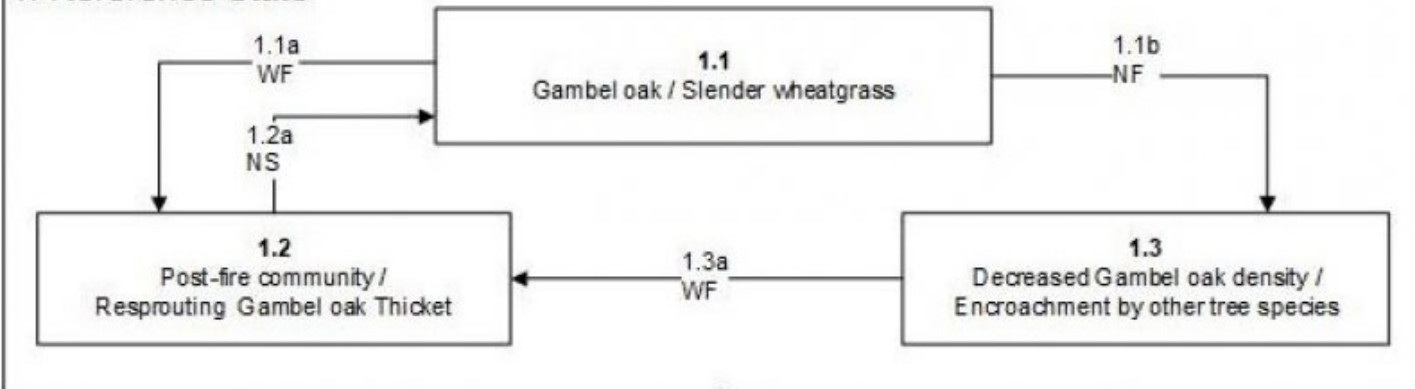 1.1a
WF
1.1
Gambel oak / Slender wheatgrass
1.1b
NF
1.2a
NS
1.2
Post-fire community /
Resprouting Gambel oak Thicket
1.3a
WF
1.3
Decreased Gambel oak density /
Encroachment by other tree species